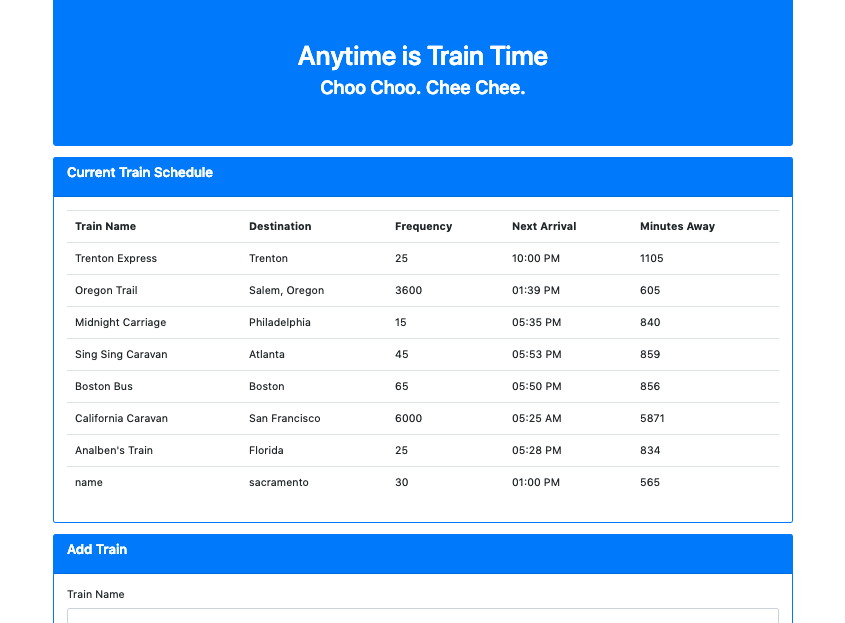 Anytime is Train Time
Choo Choo. Chee Chee.
Current Train Schedule
Train Name Destination Frequency Next Arrival Minutes Away
Trenton Express Trenton 25 10:00 PM 1105
Oregon Trail Salem, Oregon 3600 01:39 PM 605
Midnight Carriage Philadelphia 15 05:35 PM 840
Sing Sing Caravan Atlanta 45 05:53 PM 859
Boston Bus Boston 65 05:50 PM 856
California Caravan San Francisco 6000 05:25 AM 5871
Analben's Train Florida 25 05:28 PM 834
name sacramento 30 01:00 PM 565
Add Train
Train Name